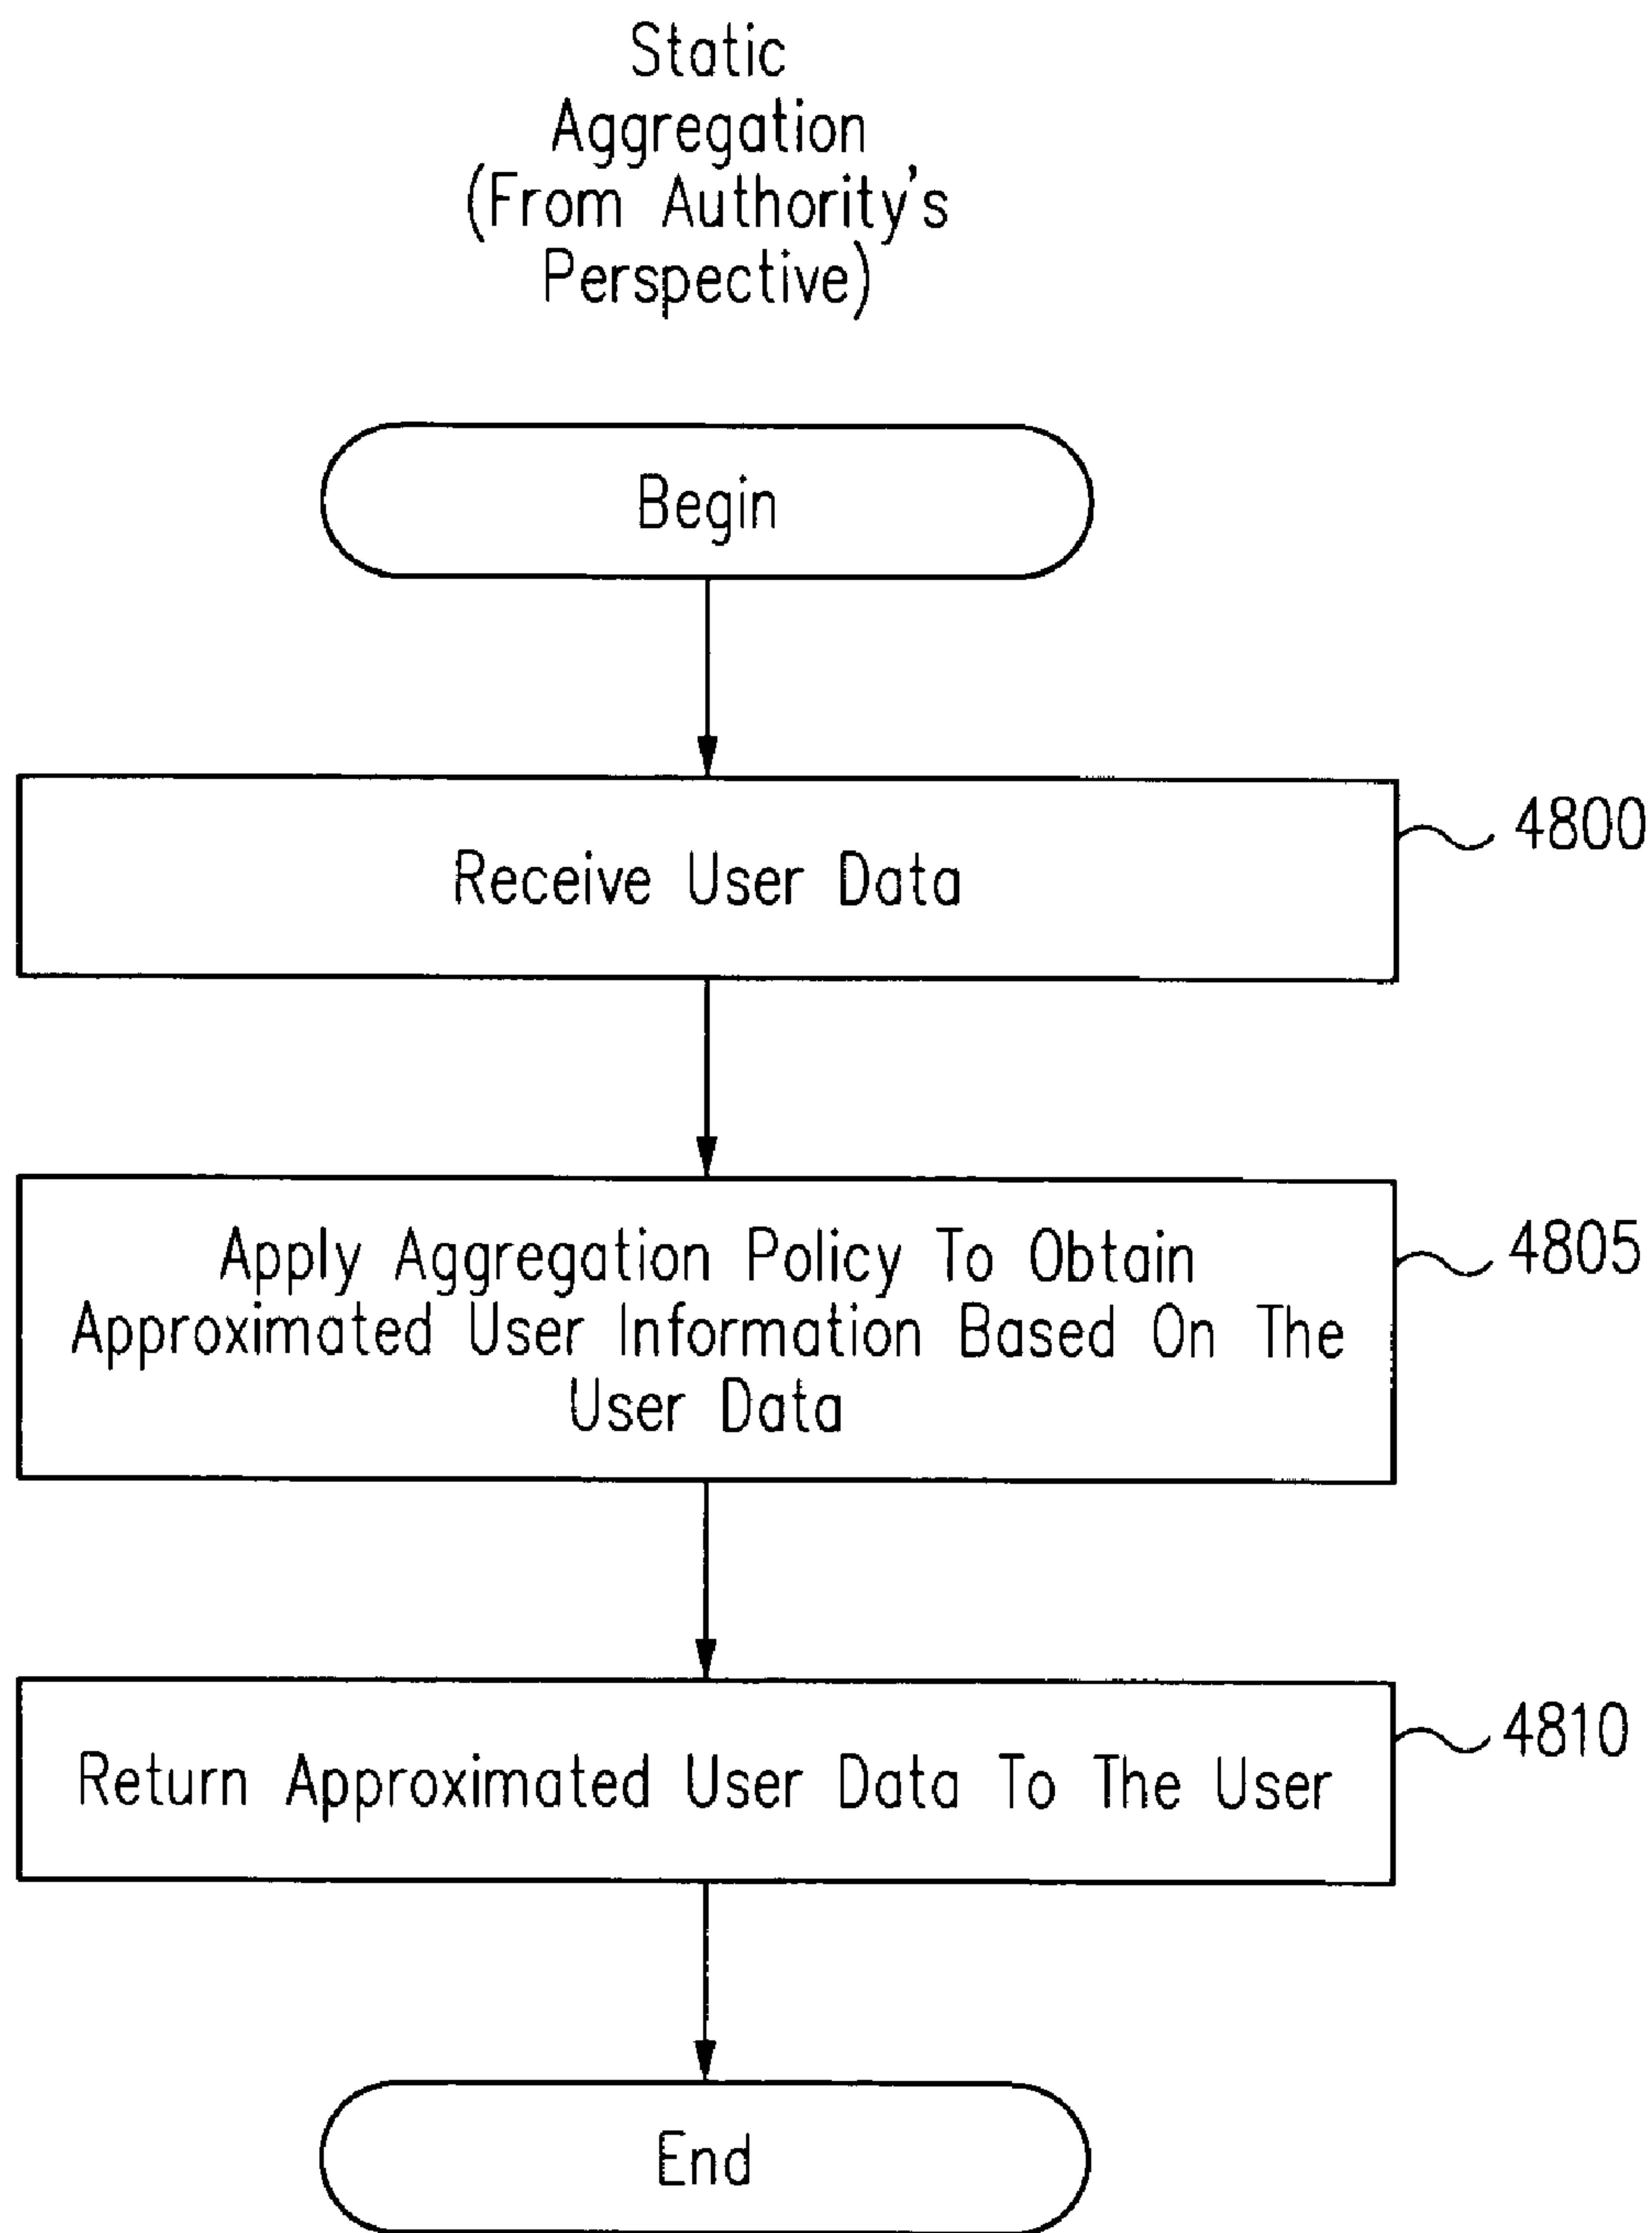 Static
Aggregation
(From Authority's
Perspective)
Begin
4800
Receive User Data
4805
Apply Aggregation Policy To Obtain
Approximated User Information Based On The
User Data
4810
Return Approximated User Data To The User
End